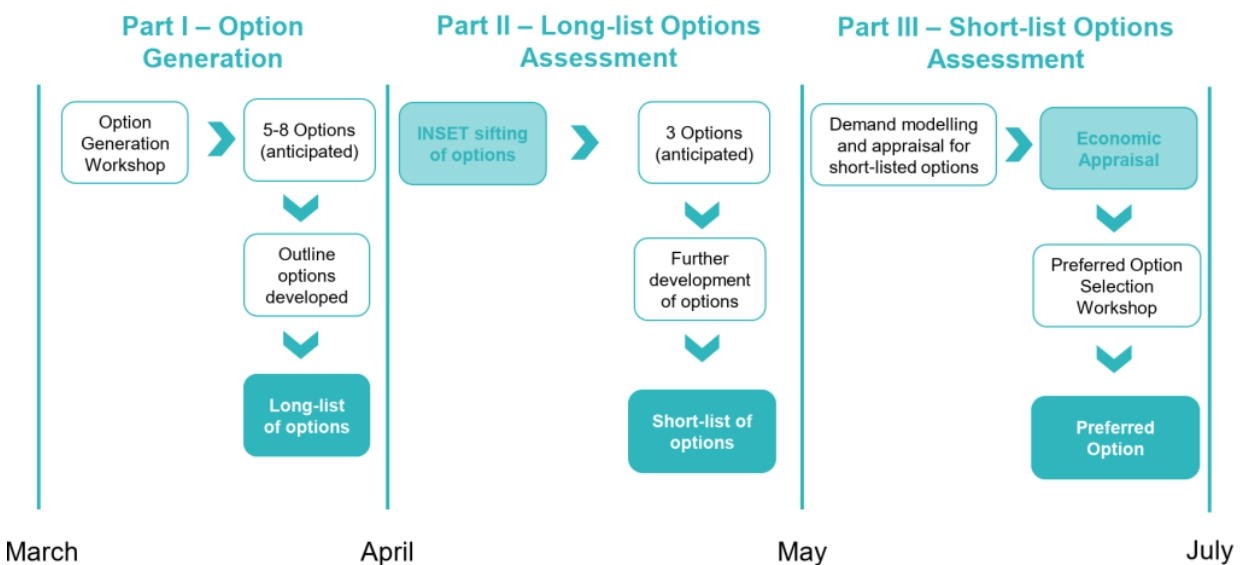 Part I – Option
Generation
Option
Generation
Workshop
5-8 Options
(anticipated)
Outline
options
developed
Long-list
of options
Part II – Long-list Options
Assessment
INSET sifting
of options
3 Options
(anticipated)
Further
development
of options
Short-list of
options
Part III – Short-list Options
Assessment
Demand modelling
and appraisal for
short-listed options
Economic
Appraisal
Preferred Option
Selection
Workshop
Preferred
Option
March
April
May
July